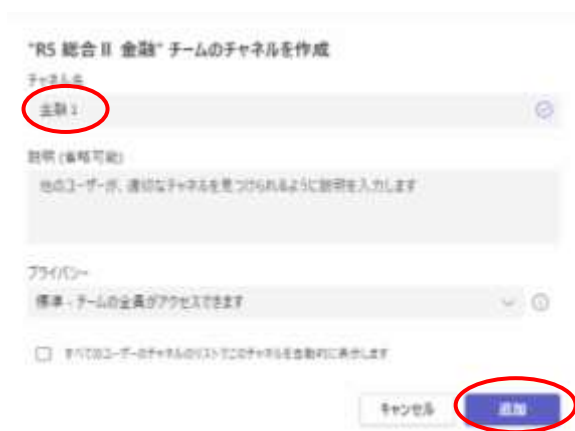 "R5 総合Ⅱ 金融" チームのチャネルを作成
チャネル名
金融1
説明 (省略可能)
他のユーザーが、適切なチャネルを見つけられるように説明を入力します
プライバシー
標準 - チームの全員がアクセスできます
すべてのユーザーのチャネルのリストでこのチャネルを自動的に表示します
キャンセル
追加